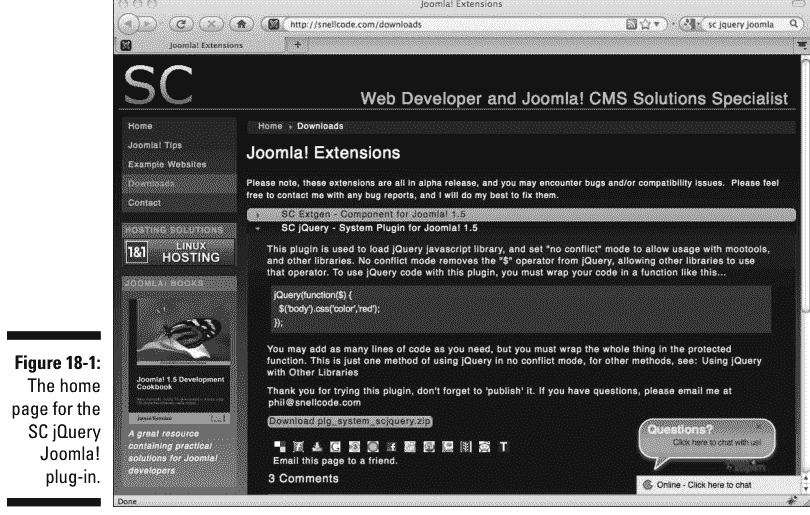 Joomla! Extensions
http://snellcode.com/downloads
sc jquery joomla
Joomla! Extensions
SC
Web Developer and Joomla! CMS Solutions Specialist
Home
Joomla! Tips
Example Websites
Downloads
Contact
HOSTING SOLUTIONS
1&1 LINUX HOSTING
JOOMLA! BOOKS
Joomla! 1.5 Development
Cookbook
A great resource
containing practical
solutions for Joomla!
developers
Home Downloads
Joomla! Extensions
Please note, these extensions are all in alpha release, and you may encounter bugs and/or compatibility issues. Please feel
free to contact me with any bug reports, and I will do my best to fix them.
SC Extgen - Component for Joomla! 1.5
SC jQuery - System Plugin for Joomla! 1.5
This plugin is used to load jQuery javascript library, and set "no conflict" mode to allow usage with mootools,
and other libraries. No conflict mode removes the "$" operator from jQuery, allowing other libraries to use
that operator. To use jQuery code with this plugin, you must wrap your code in a function like this...
jQuery(function($) {
$('body').css('color','red');
});
You may add as many lines of code as you need, but you must wrap the whole thing in the protected
function. This is just one method of using jQuery in no conflict mode, for other methods, see: Using jQuery
with Other Libraries
Thank you for trying this plugin, don't forget to 'publish' it. If you have questions, please email me at
phil@snellcode.com
Download plg_system_scjquery.zip
Email this page to a friend.
3 Comments
Questions?
Click here to chat with us!
Online - Click here to chat
Done
Figure 18-1:
The home
page for the
SC jQuery
Joomla!
plug-in.